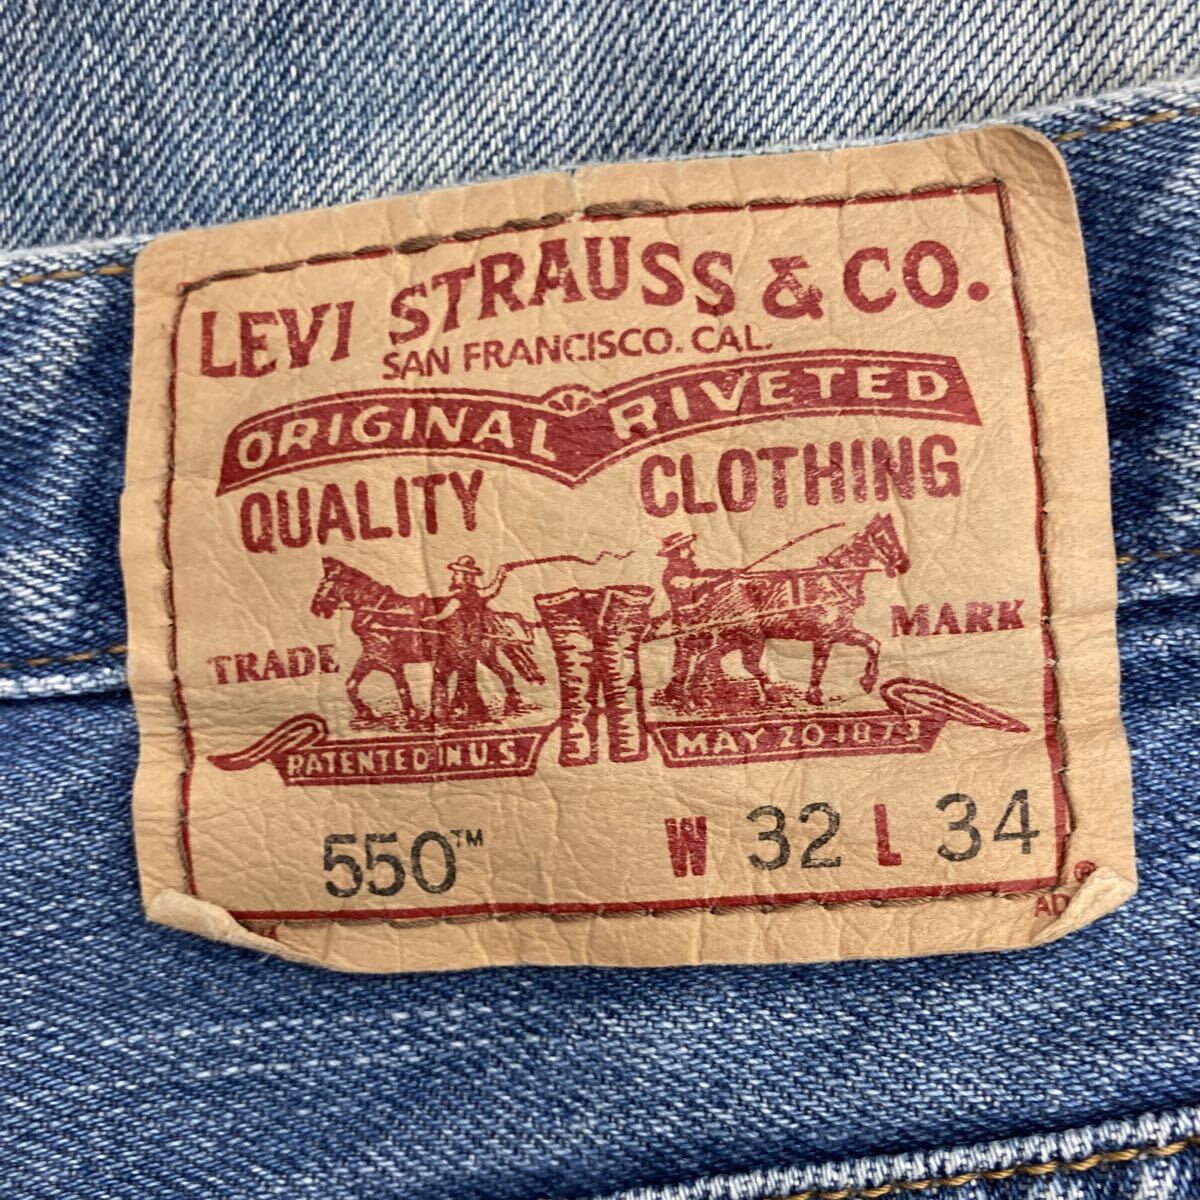 LEVI STRAUSS & CO.
SAN FRANCISCO. CAL.
ORIGINAL RIVETED
QUALITY CLOTHING
TRADE MARK
PATENTED IN U.S. MAY 20 1873
550™ W 32 L 34
®